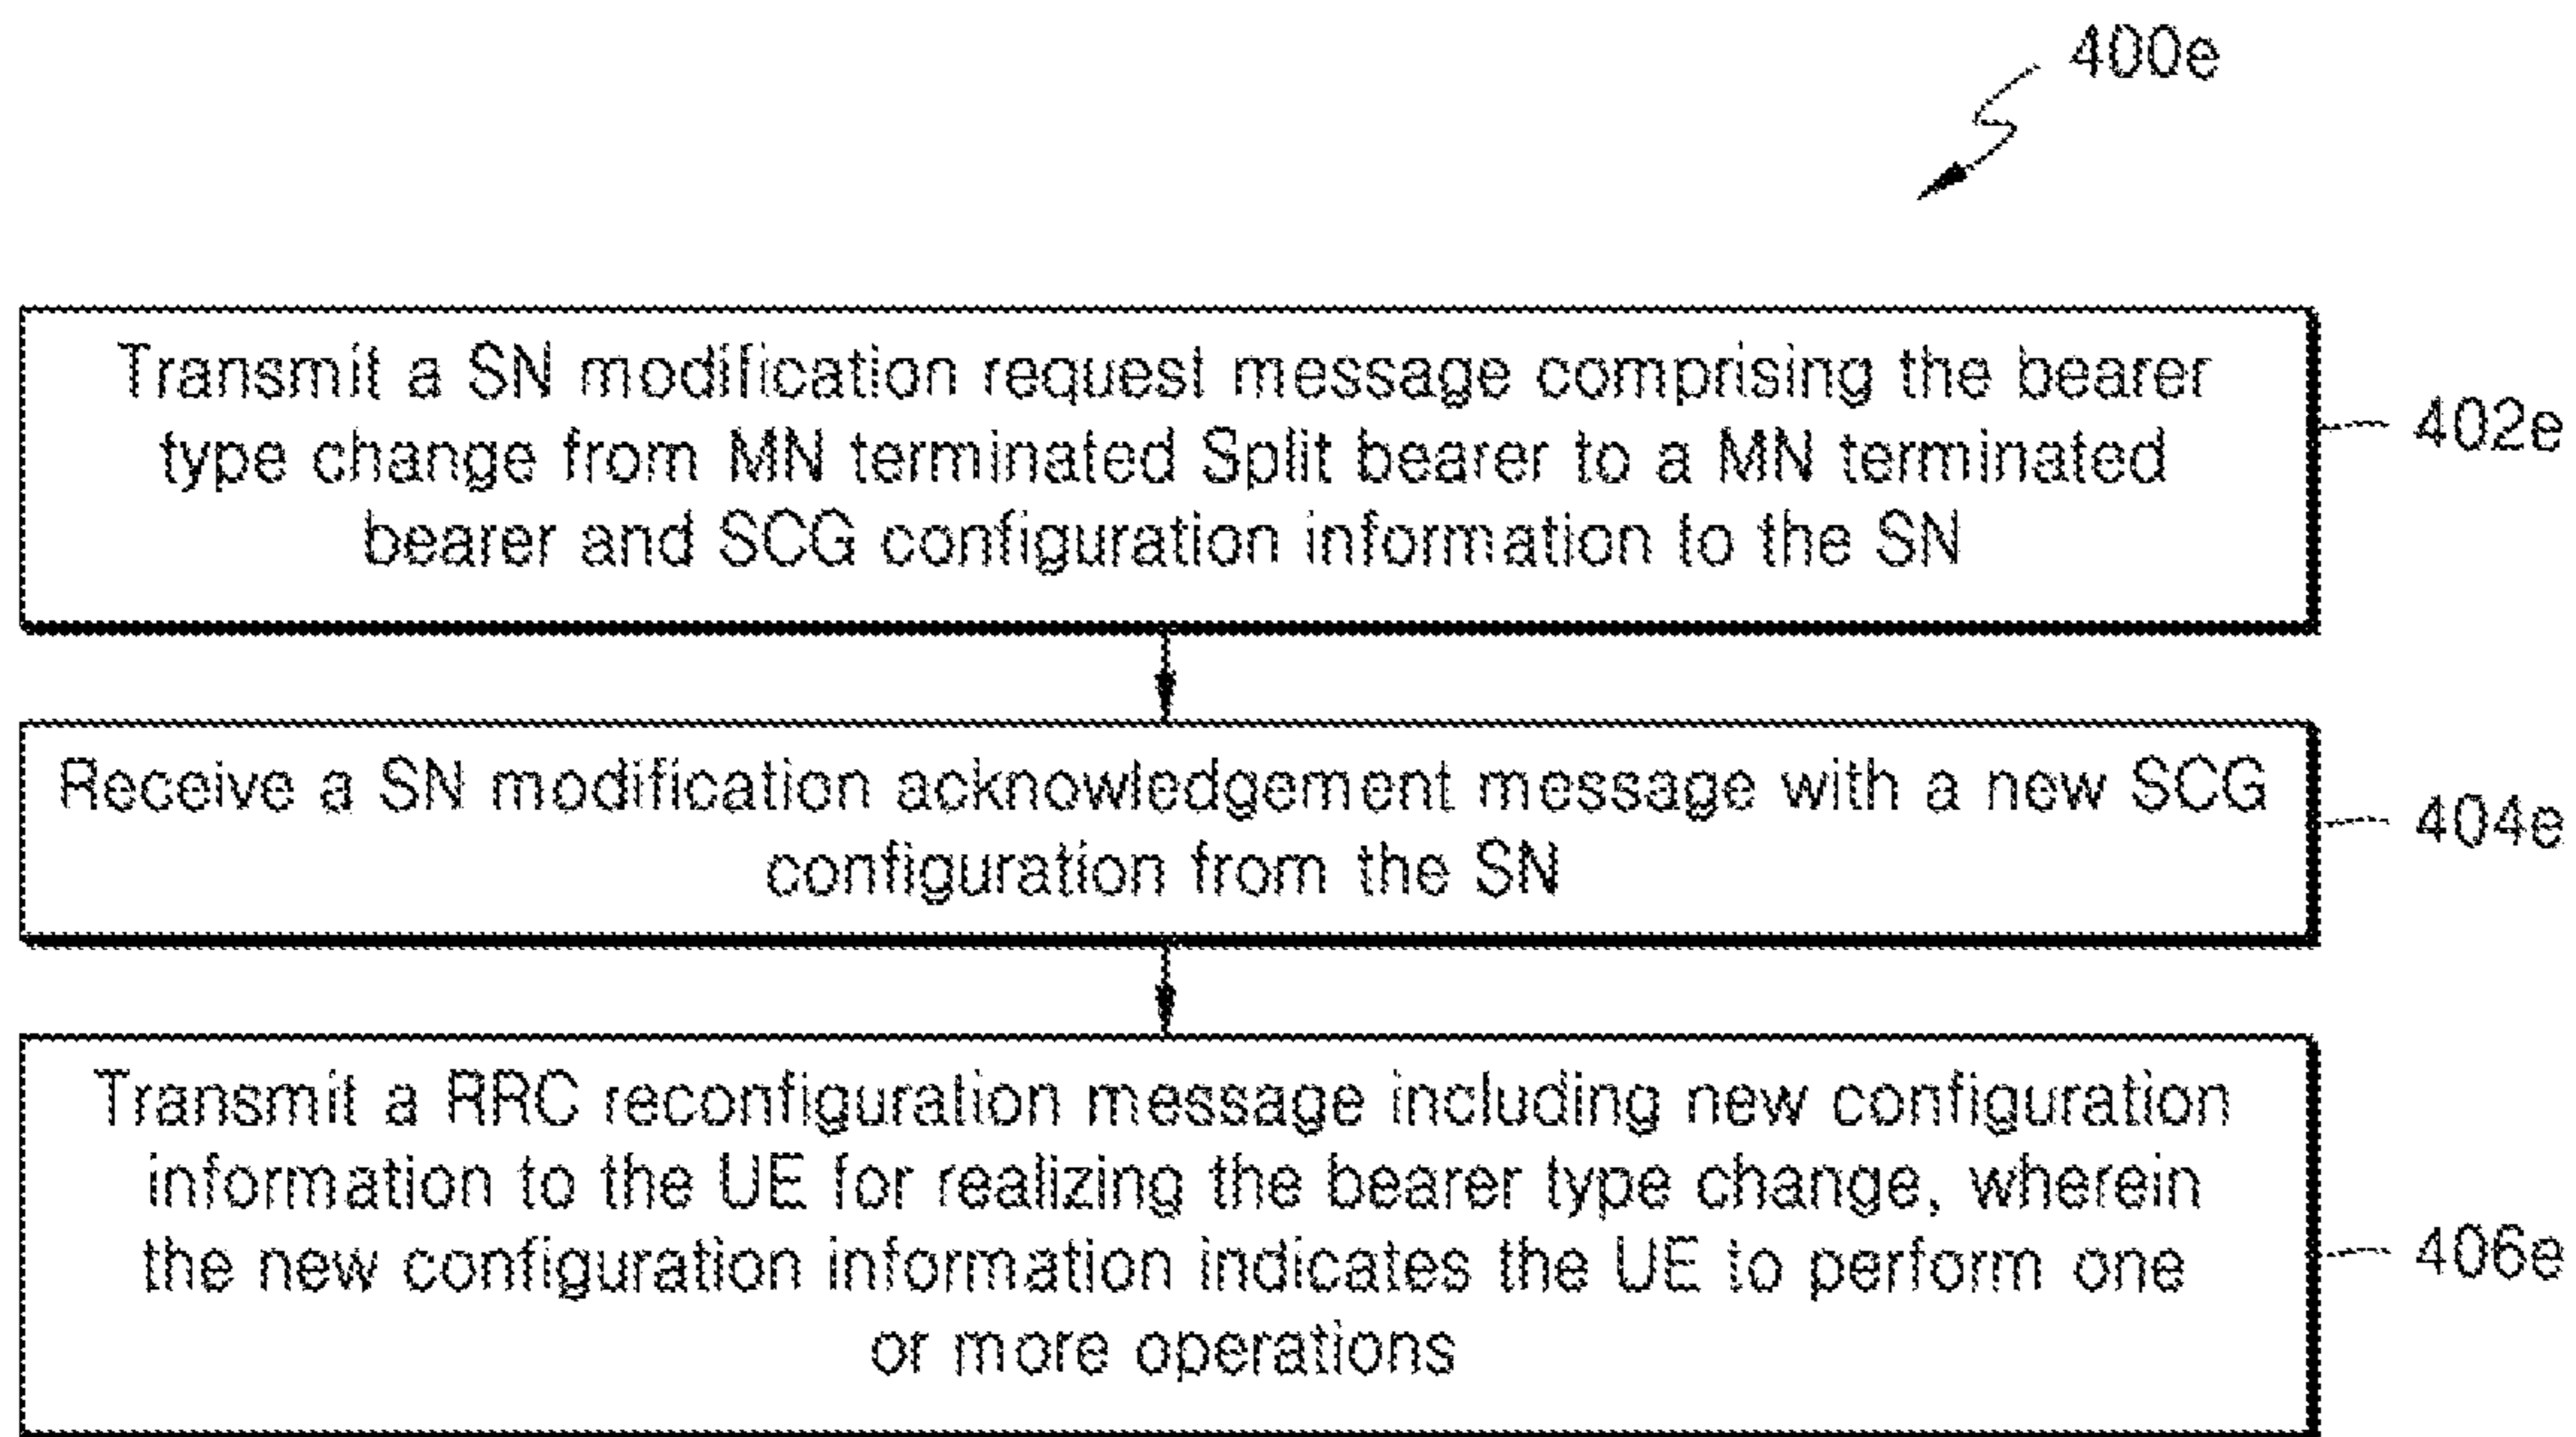 400e
Transmit a SN modification request message comprising the bearer
type change from MN terminated Split bearer to a MN terminated
bearer and SCG configuration information to the SN
402e
Receive a SN modification acknowledgement message with a new SCG
configuration from the SN
404e
Transmit a RRC reconfiguration message including new configuration
information to the UE for realizing the bearer type change, wherein
the new configuration information indicates the UE to perform one
or more operations
406e